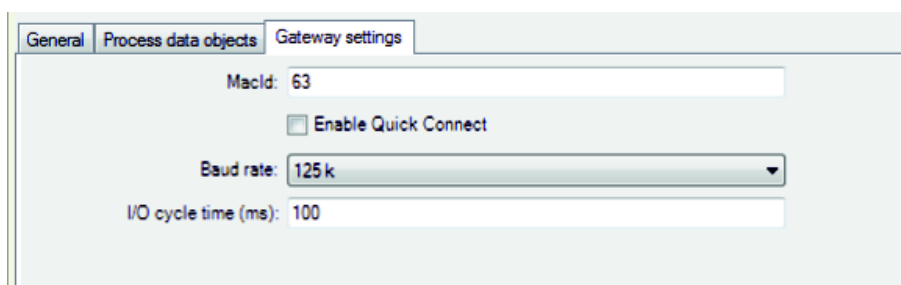 General Process data objects Gateway settings
MacId: 63
Enable Quick Connect
Baud rate: 125 k
I/O cycle time (ms): 100